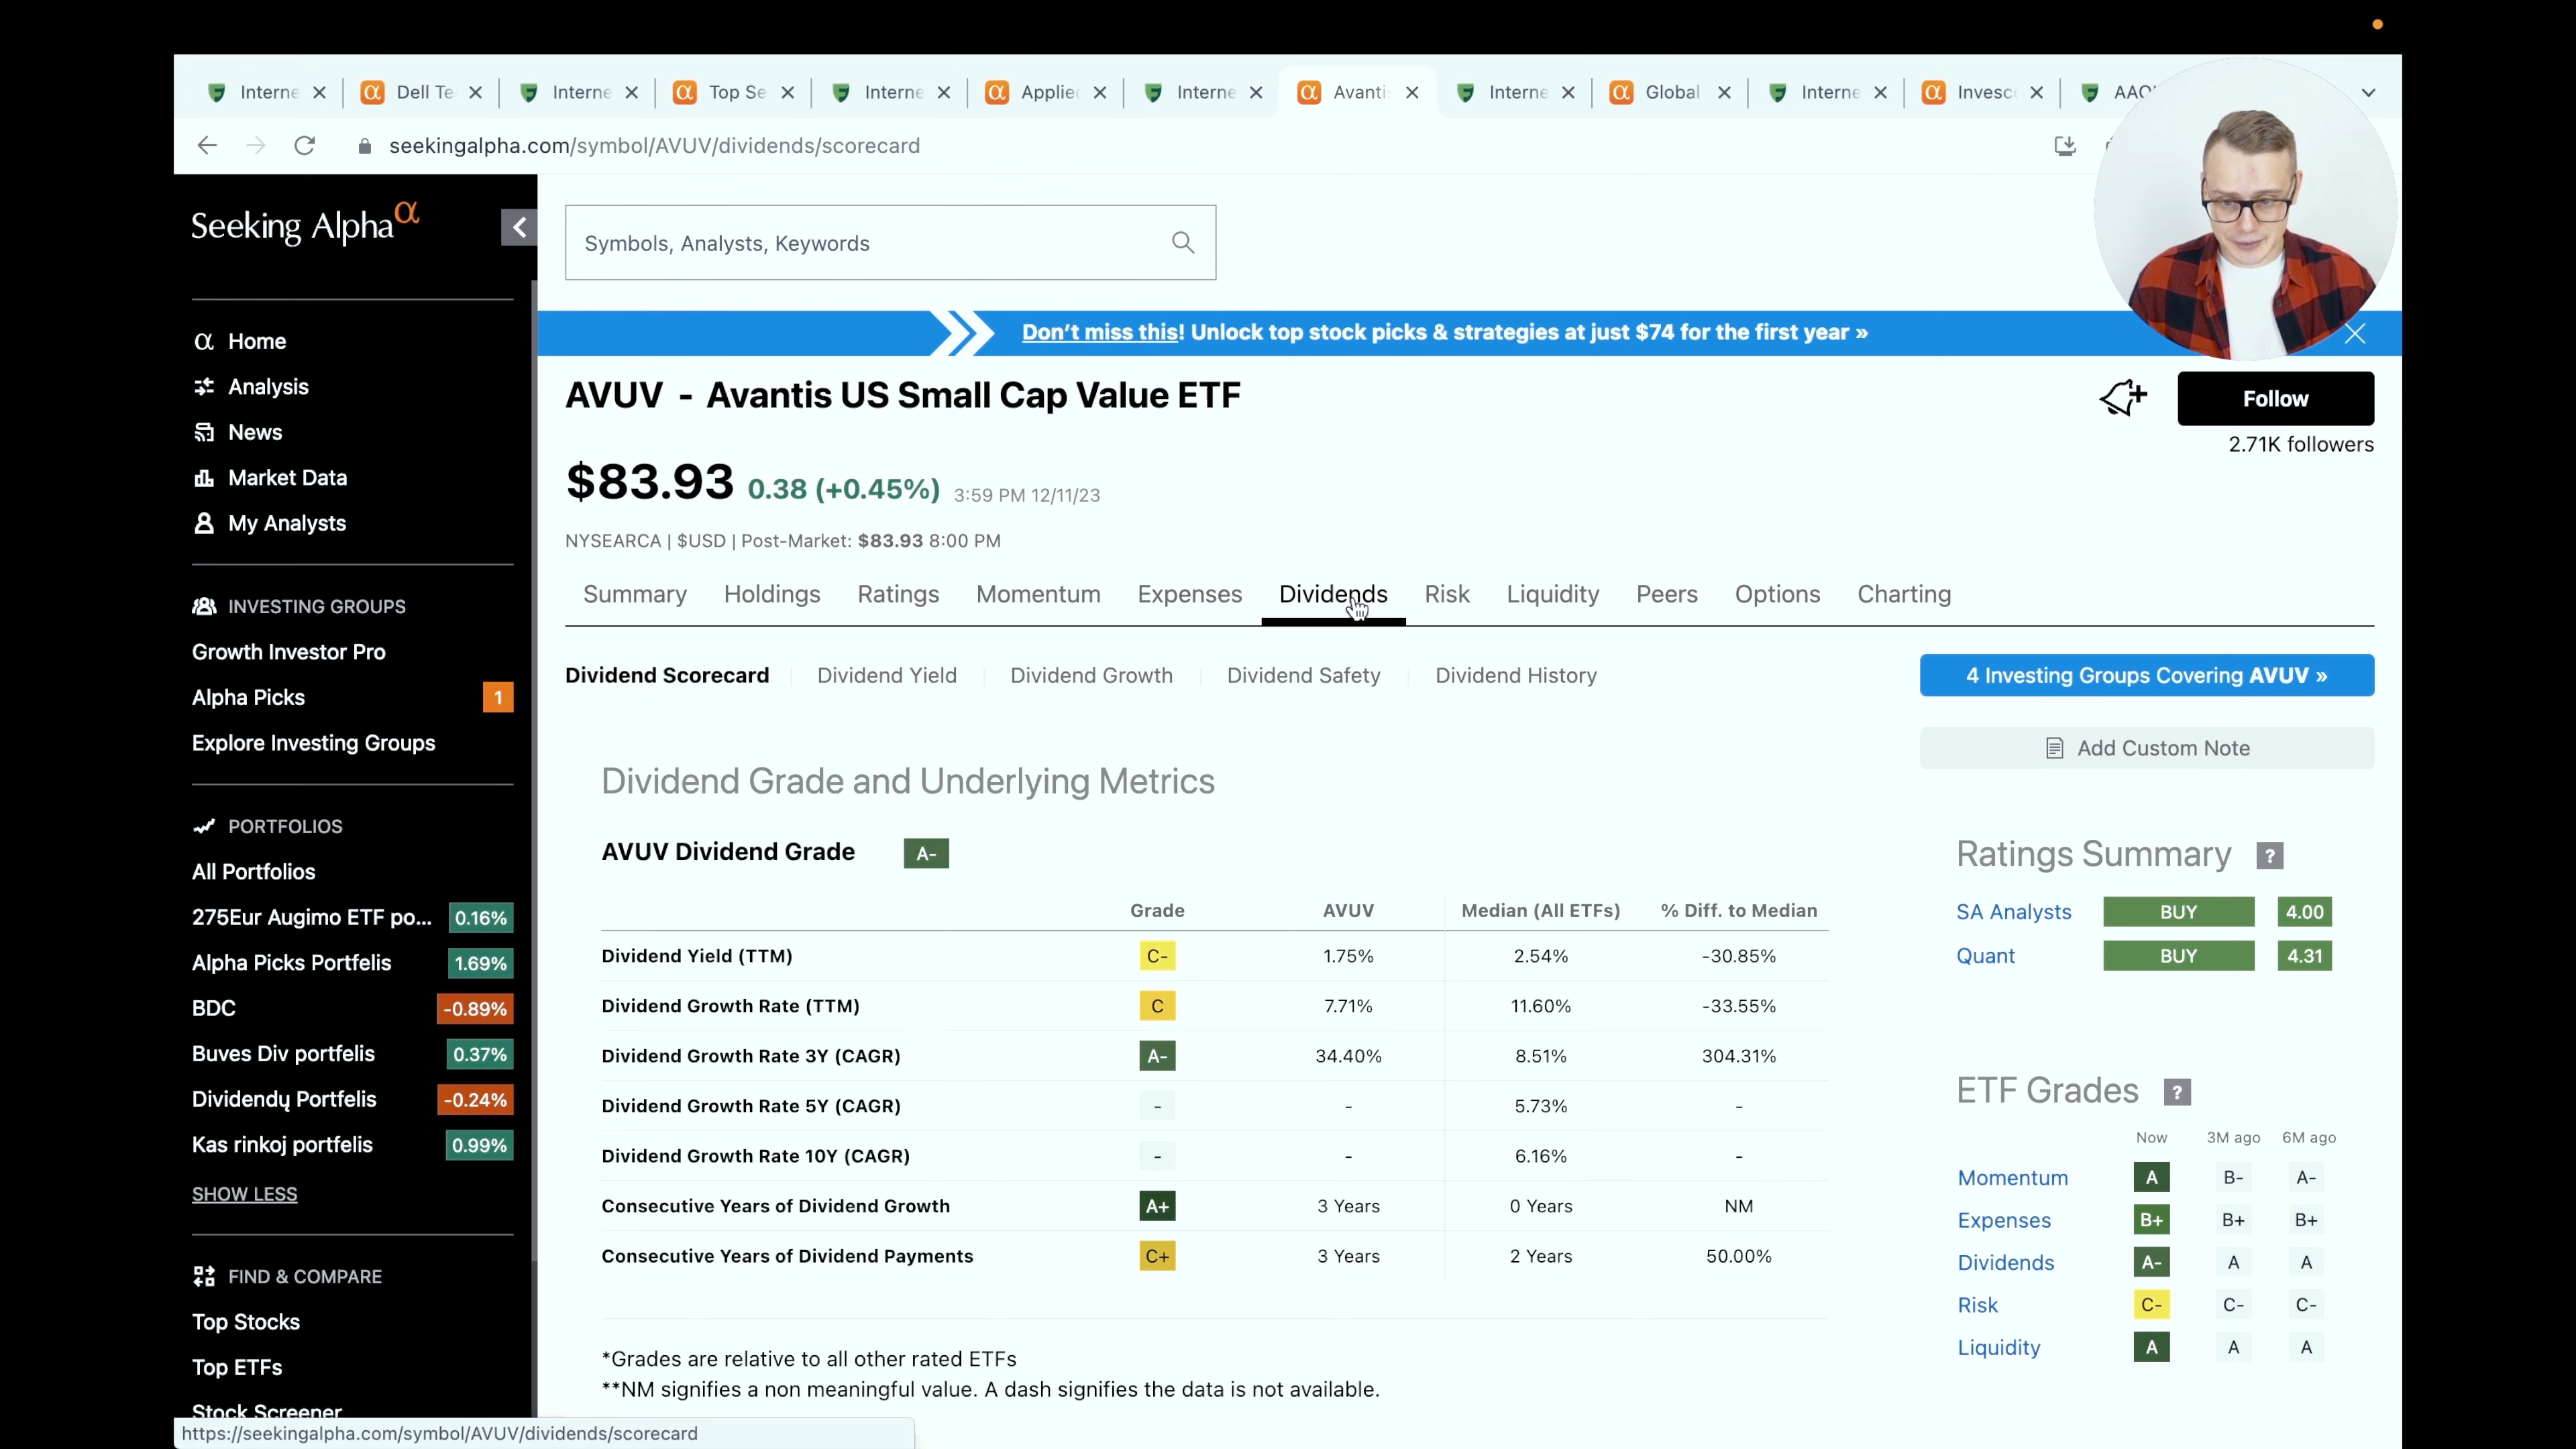 Interne
Dell Te
Interne
Top Se
Interne
Applied
Interne
Avanti
Interne
Global
Interne
Invesc
seekingalpha.com/symbol/AVUV/dividends/scorecard
Seeking Alpha α
Symbols, Analysts, Keywords
Don't miss this! Unlock top stock picks & strategies at just $74 for the first year »
Home
Analysis
News
Market Data
My Analysts
INVESTING GROUPS
Growth Investor Pro
Alpha Picks 1
Explore Investing Groups
PORTFOLIOS
All Portfolios
275Eur Augimo ETF po... 0.16%
Alpha Picks Portfelis 1.69%
BDC -0.89%
Buves Div portfelis 0.37%
Dividendų Portfelis -0.24%
Kas rinkoj portfelis 0.99%
SHOW LESS
FIND & COMPARE
Top Stocks
Top ETFs
Stock Screener
https://seekingalpha.com/symbol/AVUV/dividends/scorecard
AVUV - Avantis US Small Cap Value ETF
Follow
2.71K followers
$83.93 0.38 (+0.45%) 3:59 PM 12/11/23
NYSEARCA | $USD | Post-Market: $83.93 8:00 PM
Summary Holdings Ratings Momentum Expenses Dividends Risk Liquidity Peers Options Charting
Dividend Scorecard Dividend Yield Dividend Growth Dividend Safety Dividend History
4 Investing Groups Covering AVUV »
Add Custom Note
Dividend Grade and Underlying Metrics
AVUV Dividend Grade A-
Grade AVUV Median (All ETFs) % Diff. to Median
Dividend Yield (TTM) C- 1.75% 2.54% -30.85%
Dividend Growth Rate (TTM) C 7.71% 11.60% -33.55%
Dividend Growth Rate 3Y (CAGR) A- 34.40% 8.51% 304.31%
Dividend Growth Rate 5Y (CAGR) - - 5.73% -
Dividend Growth Rate 10Y (CAGR) - - 6.16% -
Consecutive Years of Dividend Growth A+ 3 Years 0 Years NM
Consecutive Years of Dividend Payments C+ 3 Years 2 Years 50.00%
*Grades are relative to all other rated ETFs
**NM signifies a non meaningful value. A dash signifies the data is not available.
Ratings Summary ?
SA Analysts BUY 4.00
Quant BUY 4.31
ETF Grades ?
Now 3M ago 6M ago
Momentum A B- A-
Expenses B+ B+ B+
Dividends A- A A
Risk C- C- C-
Liquidity A A A